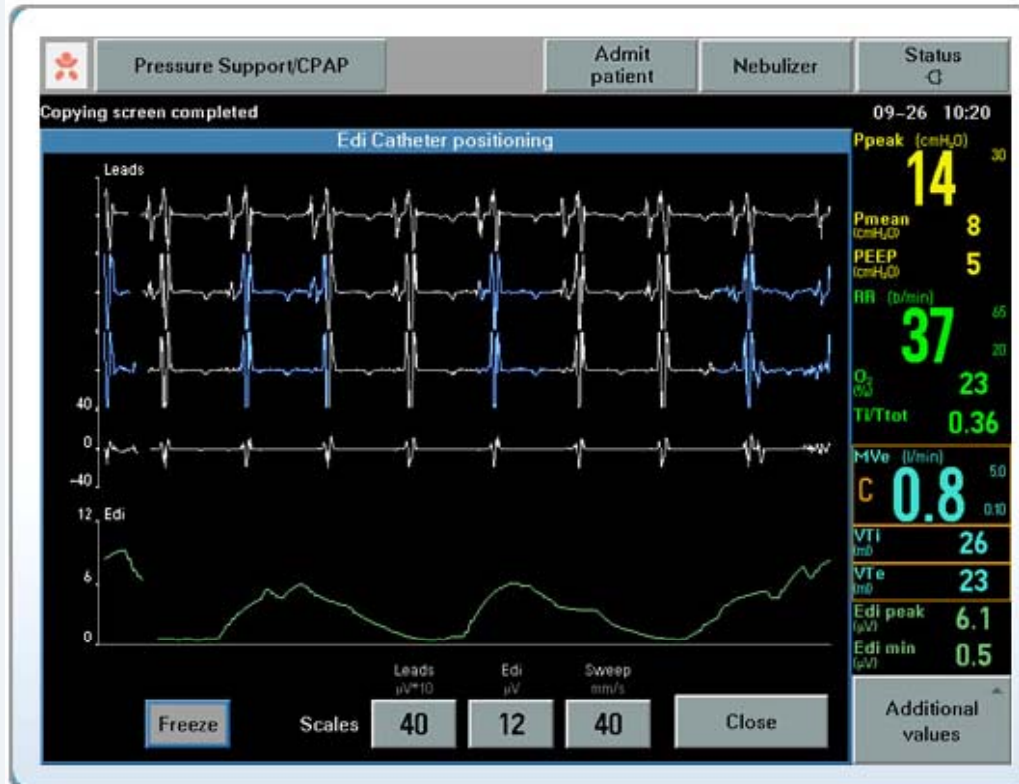 Pressure Support/CPAP
Admit
patient
Nebulizer
Status
Copying screen completed
09-26 10:20
Edi Catheter positioning
Leads
40
0
-40
12 Edi
6
0
Ppeak (cmH₂O)
30
14
Pmean
(cmH₂O)
8
PEEP
(cmH₂O)
5
RR (b/min)
65
37
20
O₂
(%)
23
Ti/Ttot
0.36
MVe (l/min)
5.0
C 0.8
0.10
VTi
(ml)
26
VTe
(ml)
23
Edi peak
(µV)
6.1
Edi min
(µV)
0.5
Freeze
Scales
Leads
µV*10
40
Edi
µV
12
Sweep
mm/s
40
Close
Additional
values